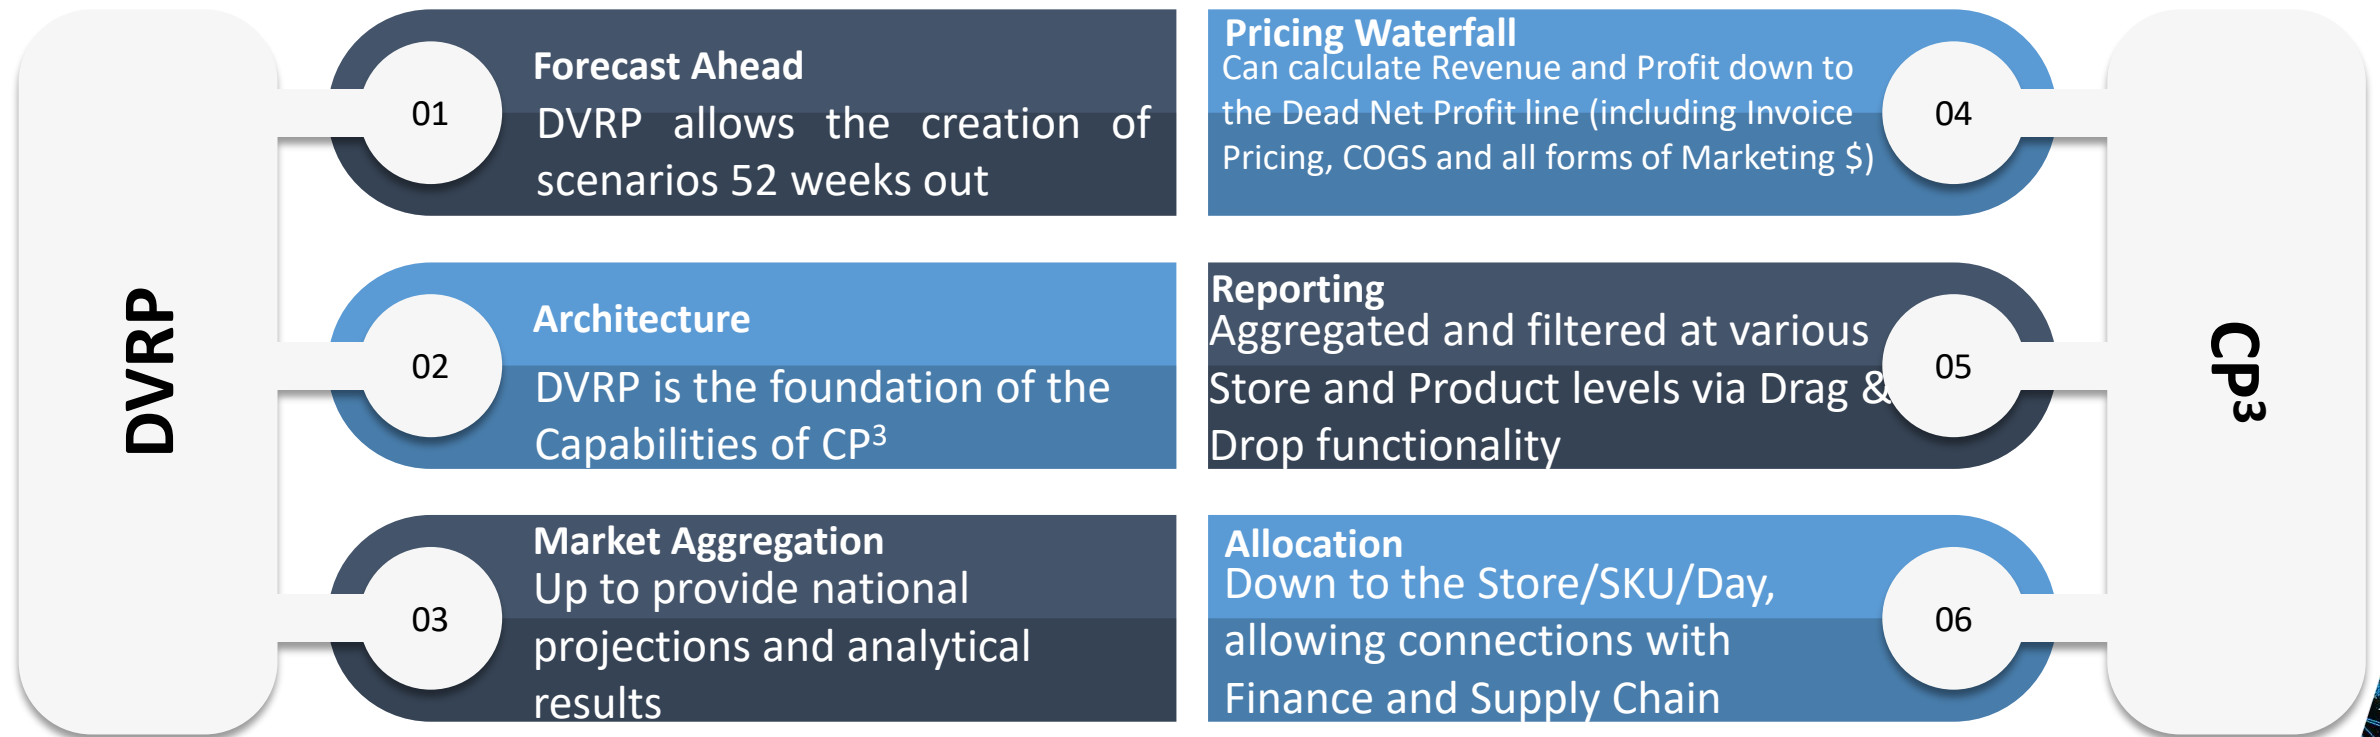 DVRP
01
Forecast Ahead
DVRP allows the creation of
scenarios 52 weeks out
02
Architecture
DVRP is the foundation of the
Capabilities of CP³
03
Market Aggregation
Up to provide national
projections and analytical
results
Pricing Waterfall
Can calculate Revenue and Profit down to
the Dead Net Profit line (including Invoice
Pricing, COGS and all forms of Marketing $)
04
Reporting
Aggregated and filtered at various
Store and Product levels via Drag &
Drop functionality
05
Allocation
Down to the Store/SKU/Day,
allowing connections with
Finance and Supply Chain
06
CP³